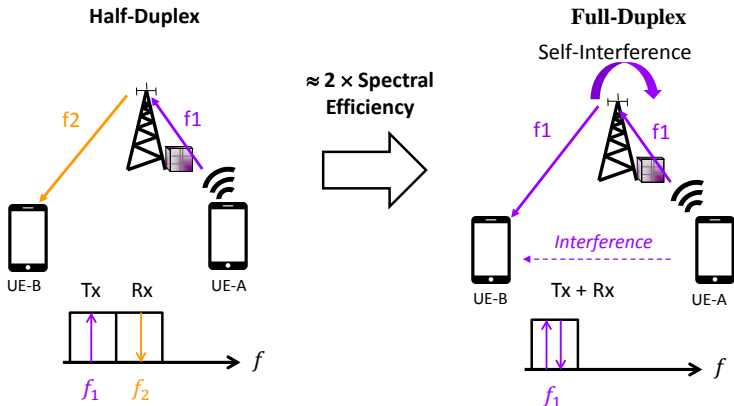 Half-Duplex
f2
f1
UE-B
UE-A
Tx
Rx
f
f1
f2
≈ 2 × Spectral
Efficiency
Full-Duplex
Self-Interference
f1
f1
Interference
UE-B
UE-A
Tx + Rx
f
f1